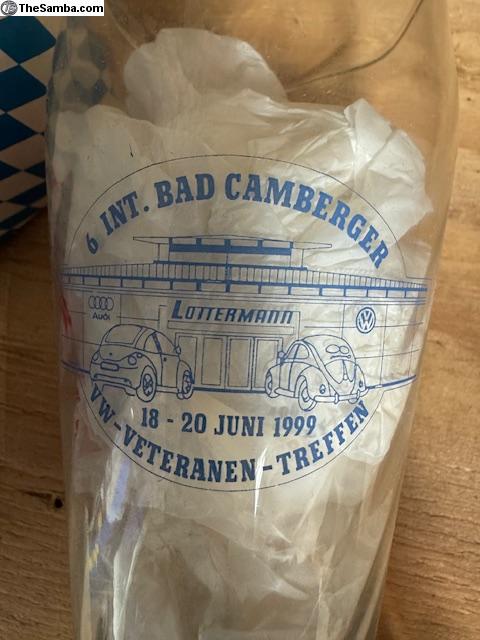 © TheSamba.com
6 INT. BAD CAMBERGER
LOTTERMANN
Audi
18 - 20 JUNI 1999
VW-VETERANEN-TREFFEN